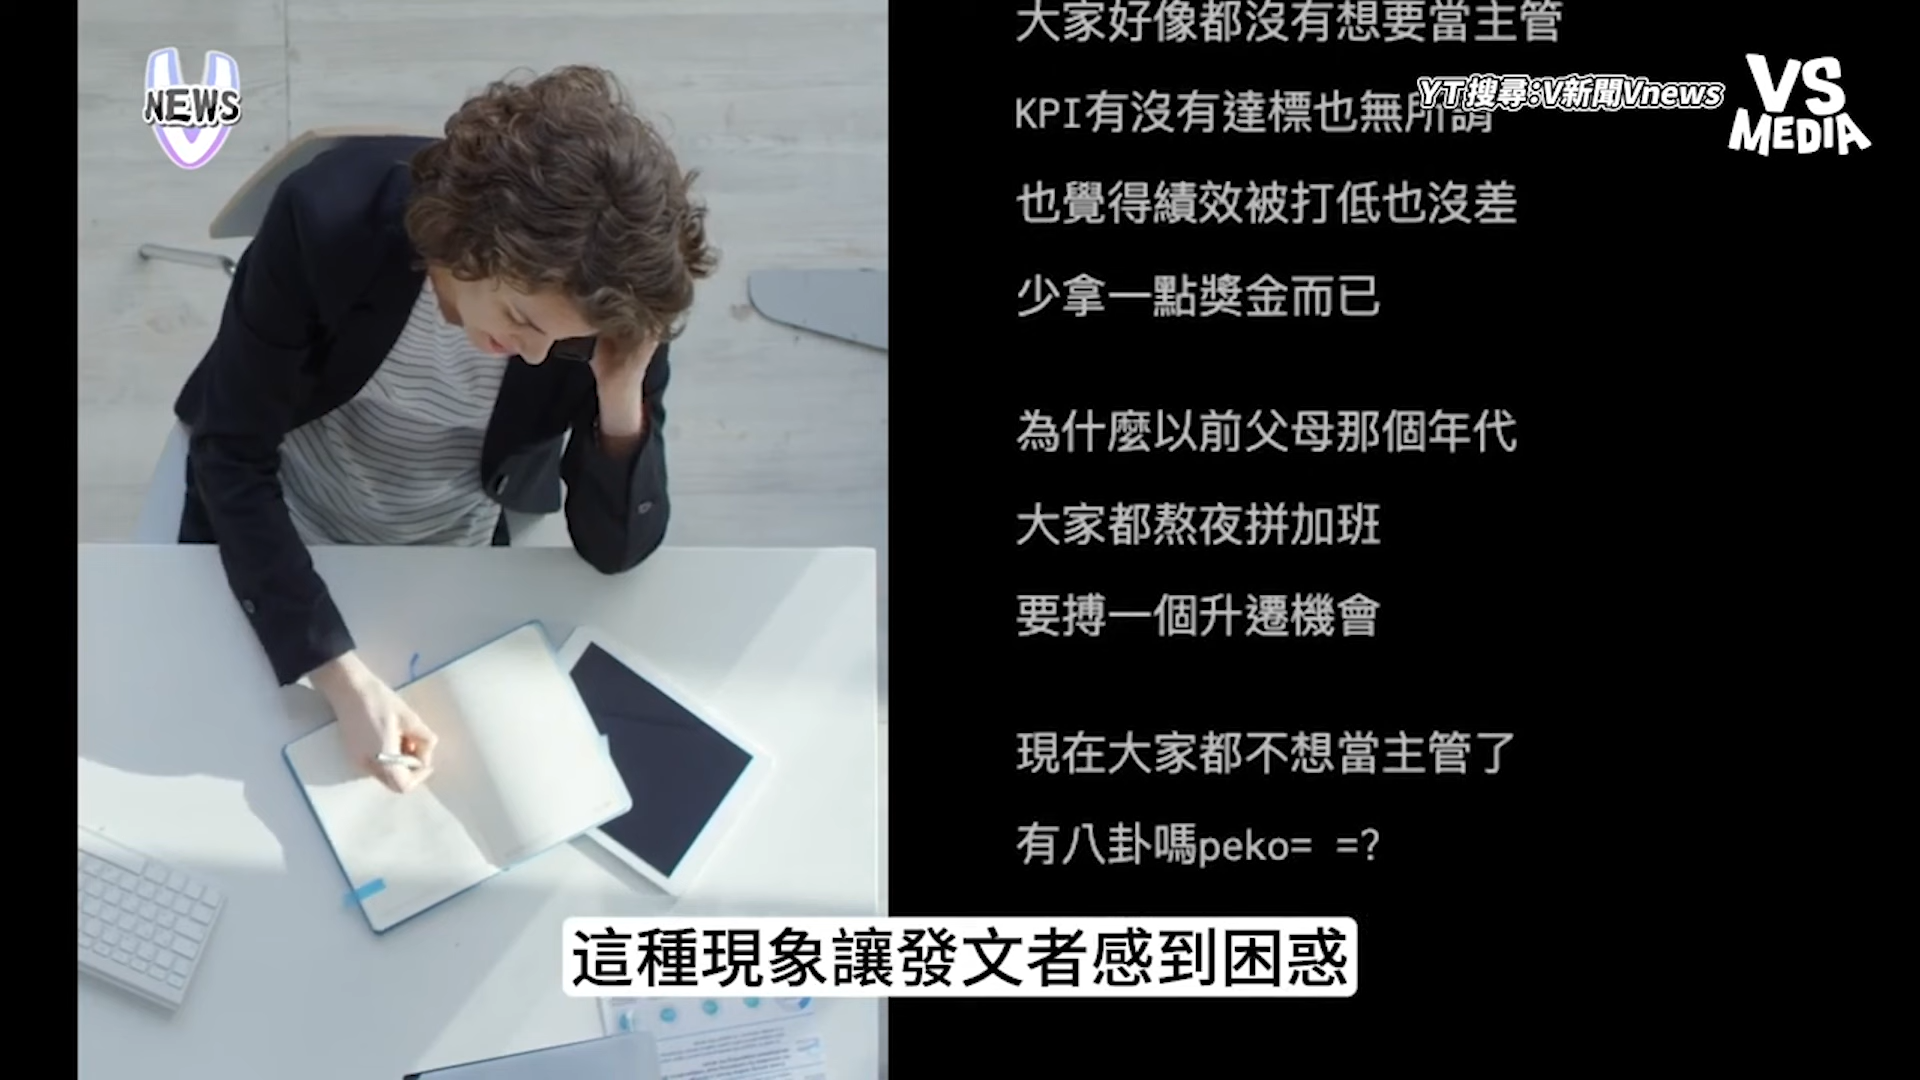 大家好像都沒有想要當主管
NEWS
YT搜尋:V新聞Vnews
VS
MEDIA
KPI有沒有達標也無所謂
也覺得績效被打低也沒差
少拿一點獎金而已
為什麼以前父母那個年代
大家都熬夜拼加班
要搏一個升遷機會
現在大家都不想當主管了
有八卦嗎peko= =?
這種現象讓發文者感到困惑